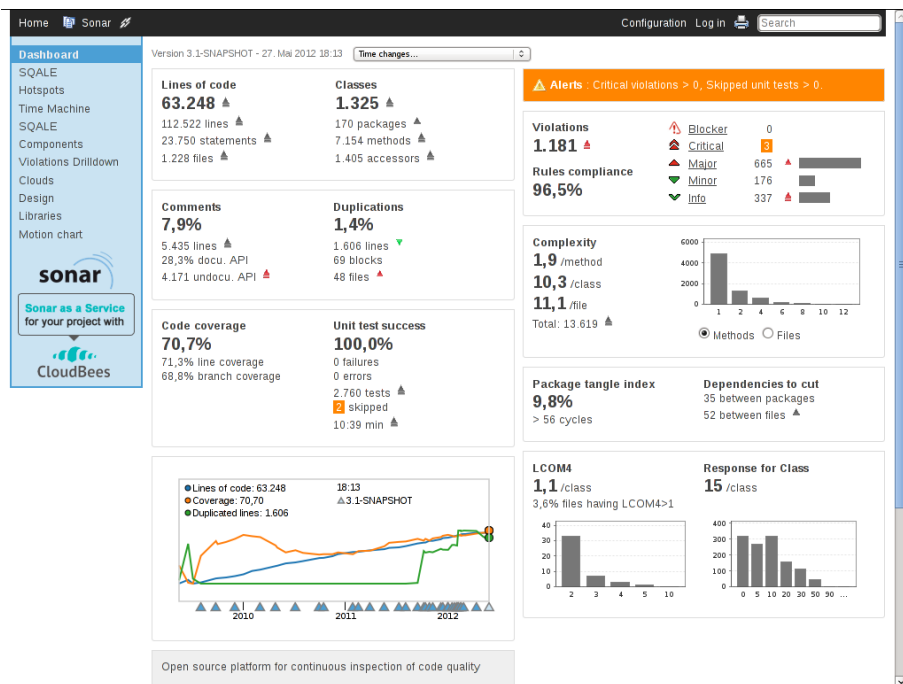 Home Sonar Configuration Log in Search
Dashboard
SQALE
Hotspots
Time Machine
SQALE
Components
Violations Drilldown
Clouds
Design
Libraries
Motion chart
sonar
Sonar as a Service
for your project with
CloudBees
Version 3.1-SNAPSHOT - 27. Mai 2012 18:13 Time changes...
Lines of code
63.248
112.522 lines
23.750 statements
1.228 files
Classes
1.325
170 packages
7.154 methods
1.405 accessors
Comments
7,9%
5.435 lines
28,3% docu. API
4.171 undocu. API
Duplications
1,4%
1.606 lines
69 blocks
48 files
Code coverage
70,7%
71,3% line coverage
68,8% branch coverage
Unit test success
100,0%
0 failures
0 errors
2.760 tests
2 skipped
10:39 min
Lines of code: 63.248 18:13
Coverage: 70,70 3.1-SNAPSHOT
Duplicated lines: 1.606
2010 2011 2012
Open source platform for continuous inspection of code quality
Alerts : Critical violations > 0, Skipped unit tests > 0.
Violations
1.181
Rules compliance
96,5%
Blocker 0
Critical 3
Major 665
Minor 176
Info 337
Complexity
1,9 /method
10,3 /class
11,1 /file
Total: 13.619
6000
4000
2000
0
1 2 4 6 8 10 12
Methods Files
Package tangle index
9,8%
> 56 cycles
Dependencies to cut
35 between packages
52 between files
LCOM4
1,1 /class
3,6% files having LCOM4>1
40
30
20
10
0
2 3 4 5 10
Response for Class
15 /class
400
300
200
100
0
0 5 10 20 30 50 90 ...